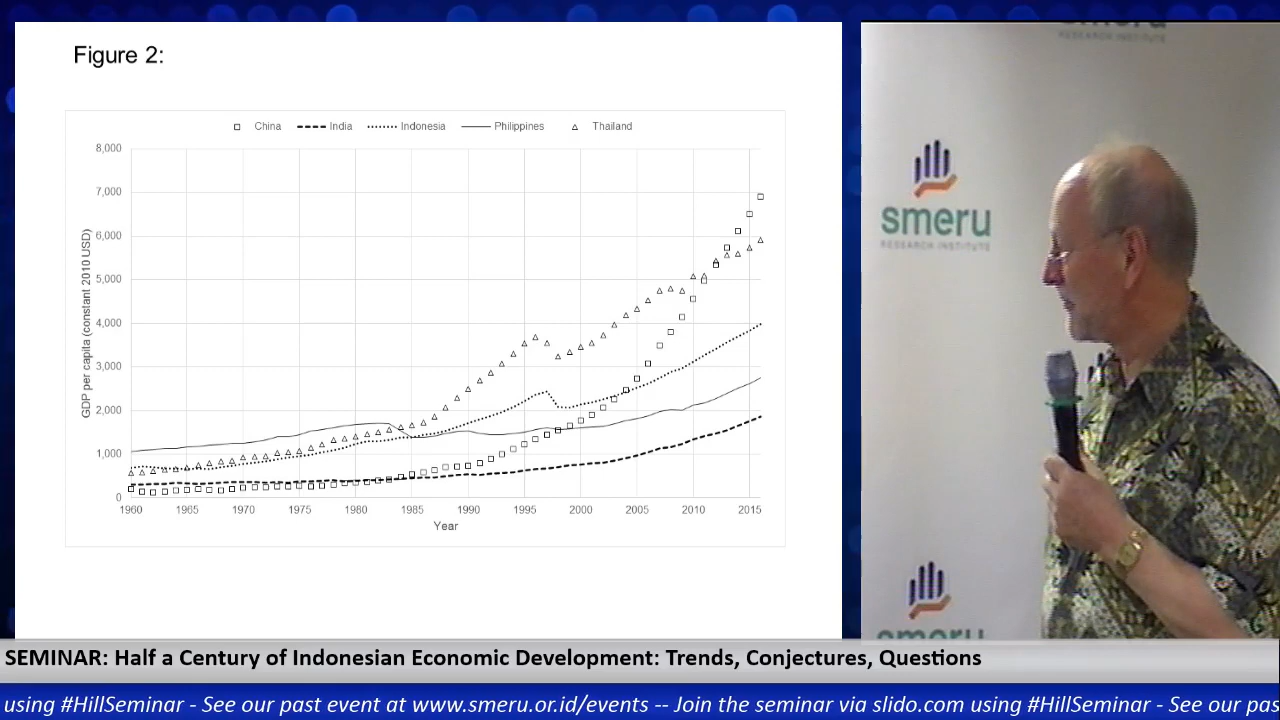 Figure 2:
China India Indonesia Philippines Thailand
8,000
7,000
6,000
5,000
4,000
3,000
2,000
1,000
0
GDP per capita (constant 2010 USD)
1960 1965 1970 1975 1980 1985 1990 1995 2000 2005 2010 2015
Year
smeru
RESEARCH INSTITUTE
smeru
RESEARCH INSTITUTE
smeru
SEMINAR: Half a Century of Indonesian Economic Development: Trends, Conjectures, Questions
using #HillSeminar - See our past event at www.smeru.or.id/events -- Join the seminar via slido.com using #HillSeminar - See our pas